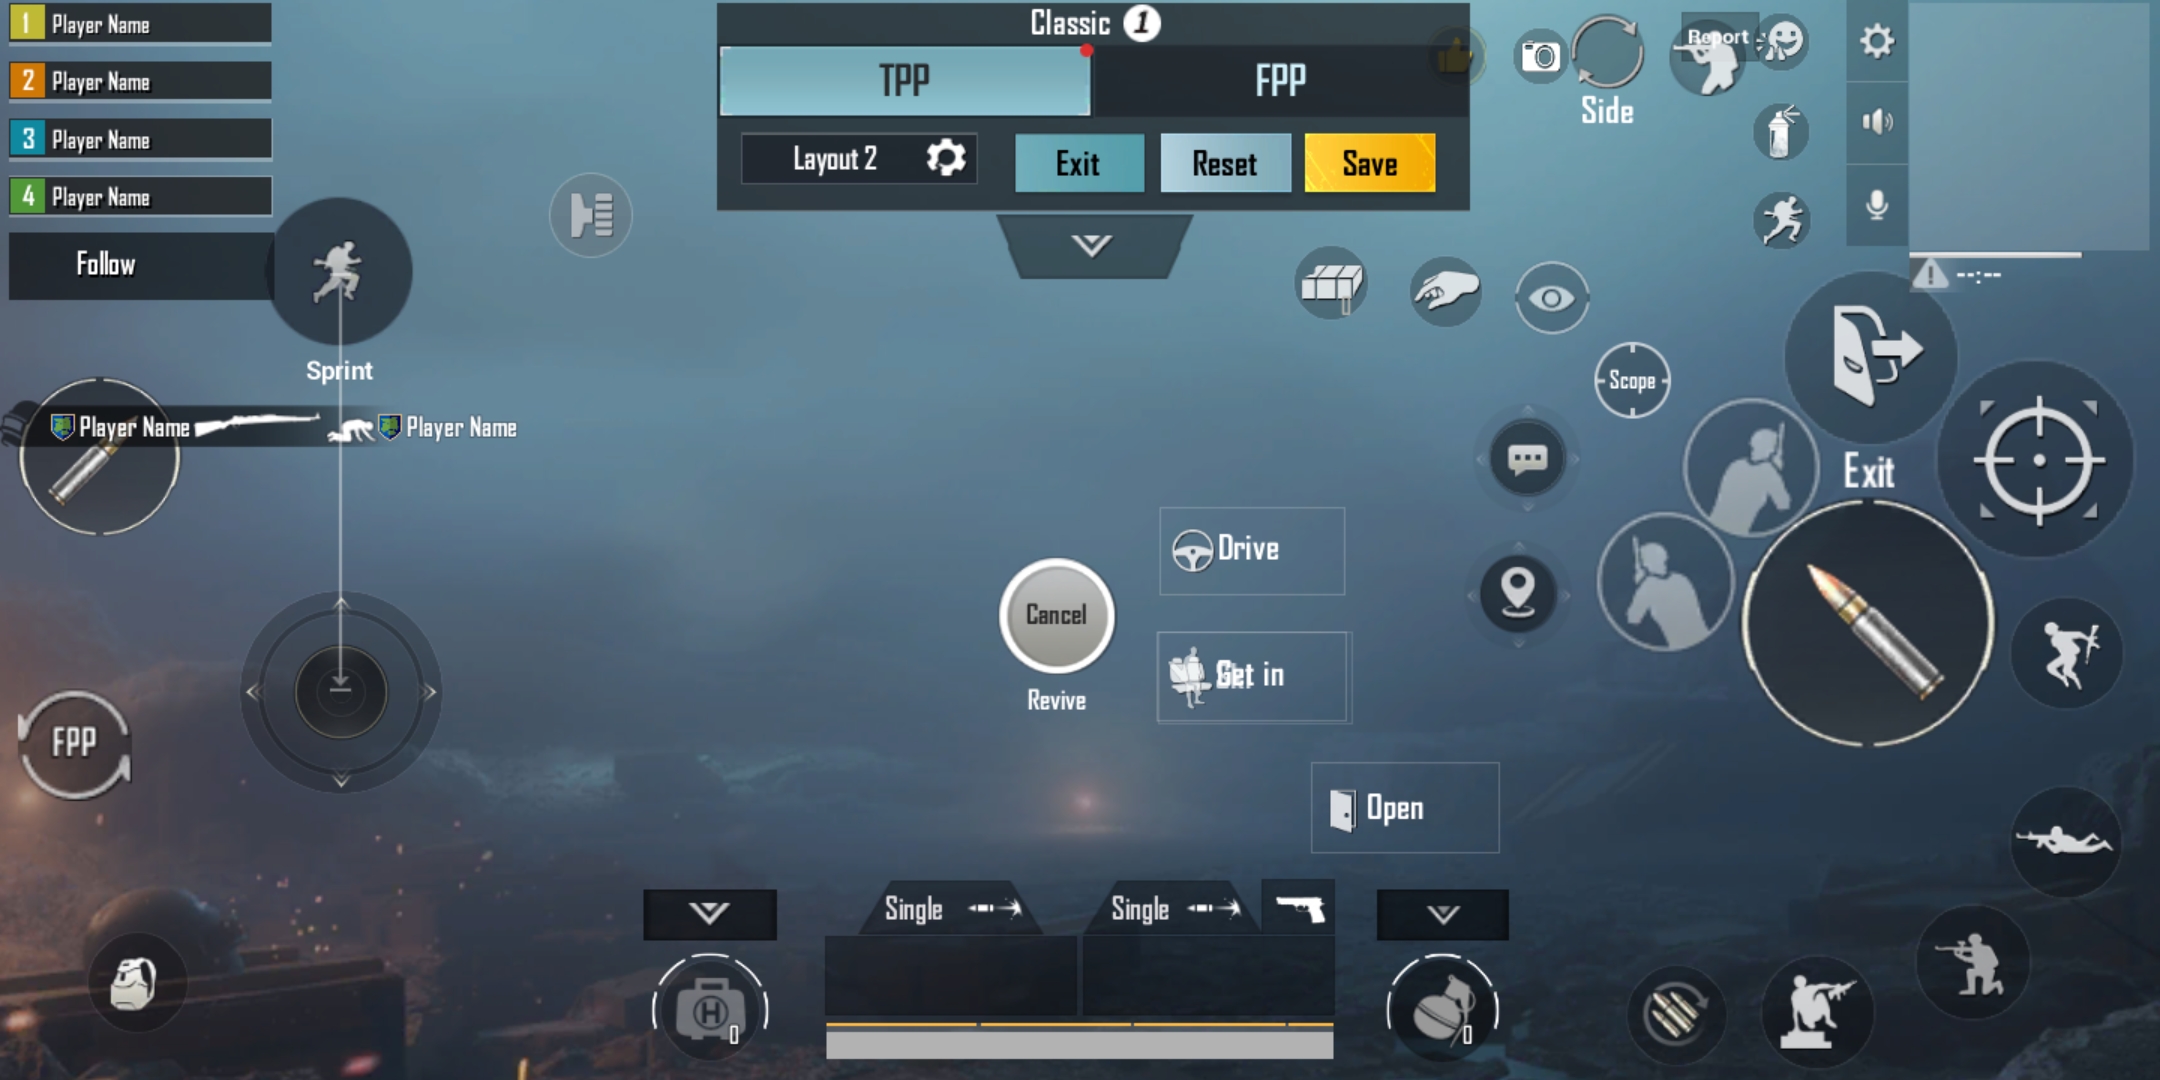 1 Player Name
2 Player Name
3 Player Name
4 Player Name
Follow
Classic 1
TPP
FPP
Layout 2
Exit
Reset
Save
Side
Report
--:--
Sprint
Player Name
Player Name
Scope
Exit
Drive
Cancel
Revive
Get in
FPP
Open
Single
Single
H
0
0